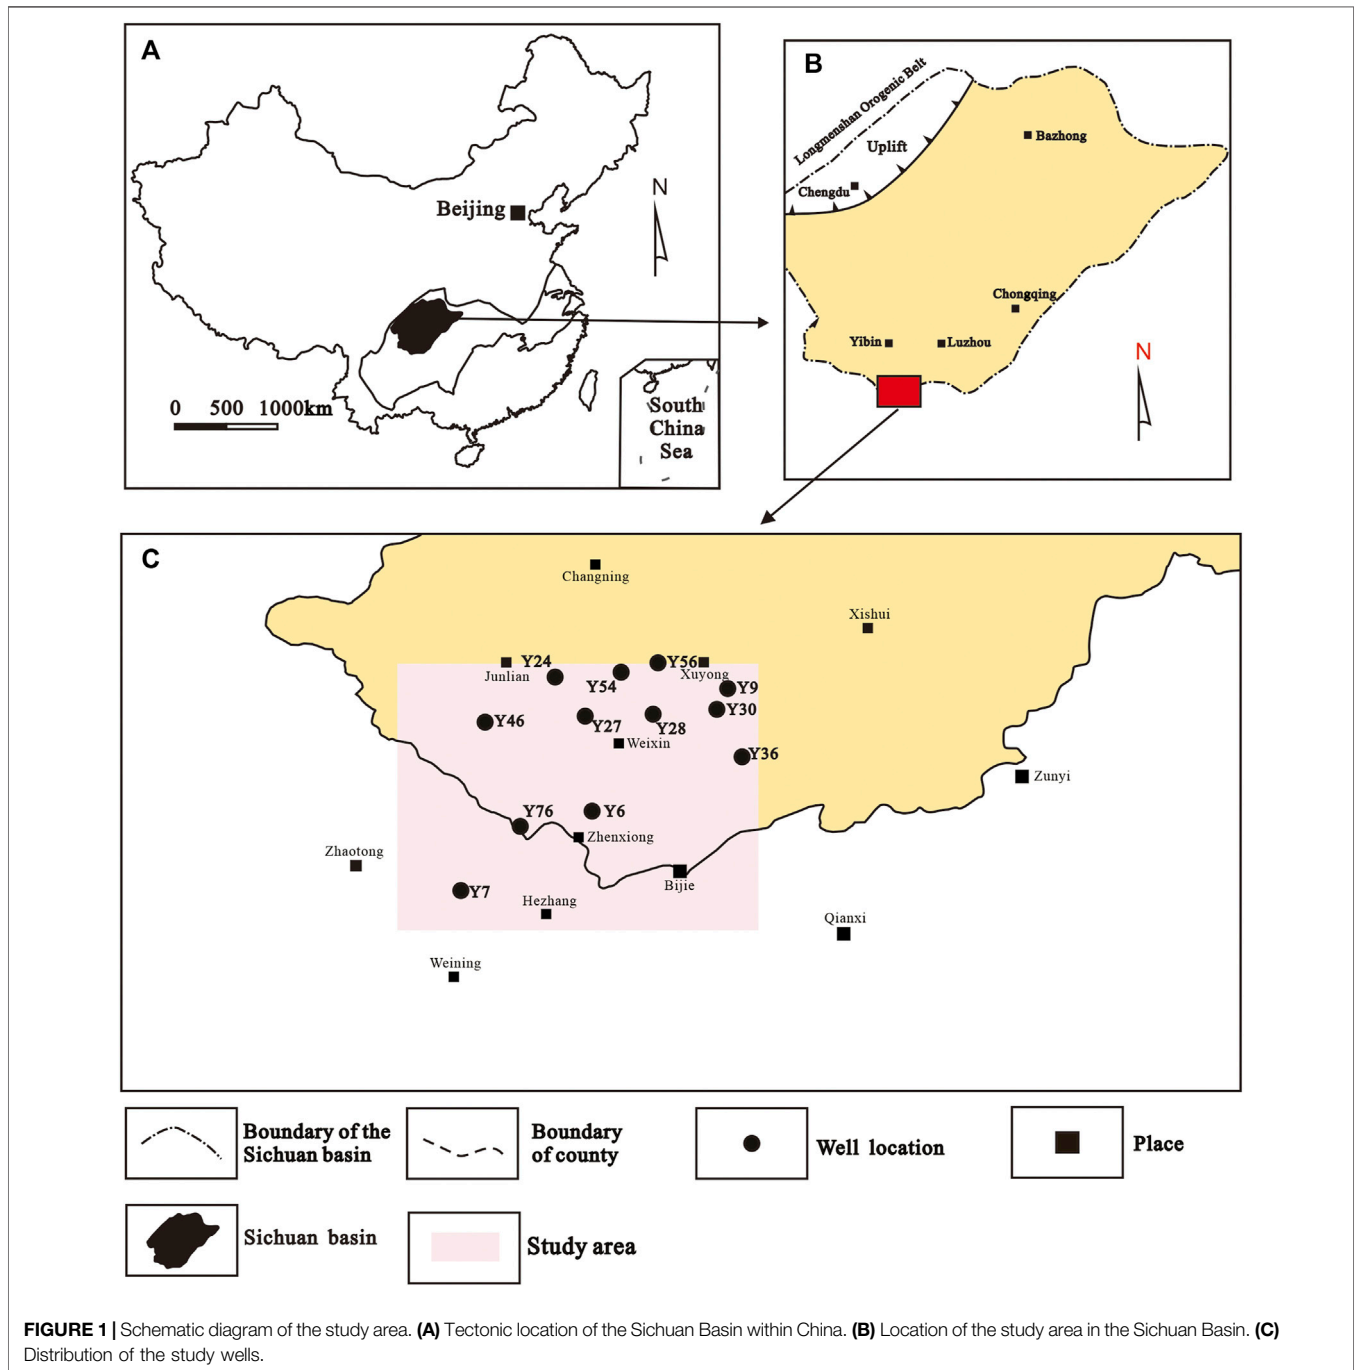 A
Beijing
N
0 500 1000km
South
China
Sea
B
Longmenshan Orogenic Belt
Uplift
Chengdu
Bazhong
Chongqing
Yibin
Luzhou
N
C
Changning
Xishui
Junlian
Y24
Y54
Y56
Xuyong
Y9
Y30
Y46
Y27
Y28
Weixin
Y36
Zunyi
Y76
Y6
Zhenxiong
Zhaotong
Bijie
Y7
Hezhang
Qianxi
Weining
Boundary of the
Sichuan basin
Boundary
of county
Well location
Place
Sichuan basin
Study area
FIGURE 1 | Schematic diagram of the study area. (A) Tectonic location of the Sichuan Basin within China. (B) Location of the study area in the Sichuan Basin. (C)
Distribution of the study wells.